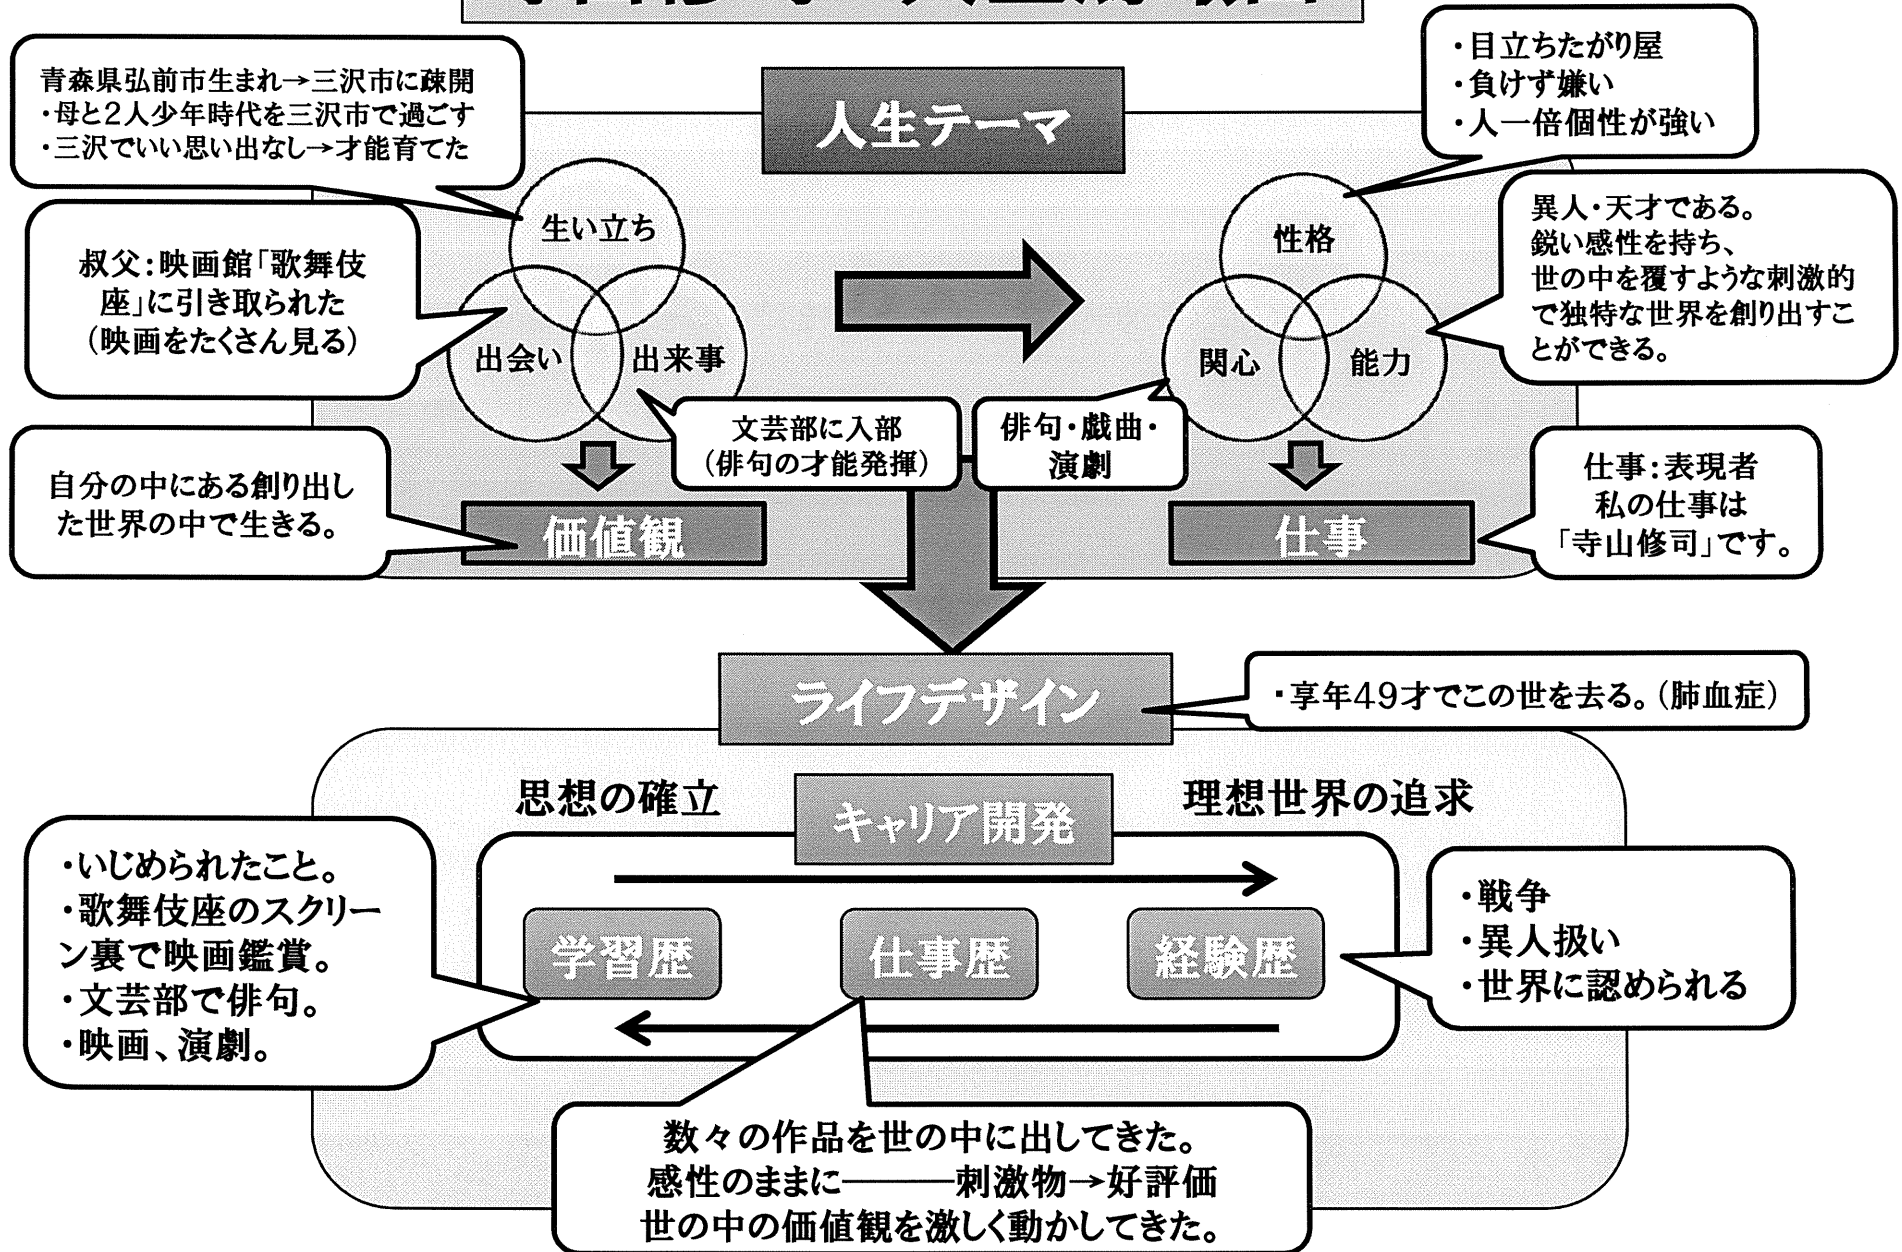 青森県弘前市生まれ→三沢市に疎開
・母と2人少年時代を三沢市で過ごす
・三沢でいい思い出なし→才能育てた
人生テーマ
・目立ちたがり屋
・負けず嫌い
・人一倍個性が強い
叔父：映画館「歌舞伎
座」に引き取られた
（映画をたくさん見る）
生い立ち
出会い
出来事
性格
関心
能力
異人・天才である。
鋭い感性を持ち、
世の中を覆すような刺激的
で独特な世界を創り出すこ
とができる。
文芸部に入部
（俳句の才能発揮）
俳句・戯曲・
演劇
自分の中にある創り出し
た世界の中で生きる。
価値観
仕事
仕事：表現者
私の仕事は
「寺山修司」です。
ライフデザイン
・享年49才でこの世を去る。（肺血症）
思想の確立
キャリア開発
理想世界の追求
・いじめられたこと。
・歌舞伎座のスクリー
ン裏で映画鑑賞。
・文芸部で俳句。
・映画、演劇。
学習歴
仕事歴
経験歴
・戦争
・異人扱い
・世界に認められる
数々の作品を世の中に出してきた。
感性のままに―――刺激物→好評価
世の中の価値観を激しく動かしてきた。